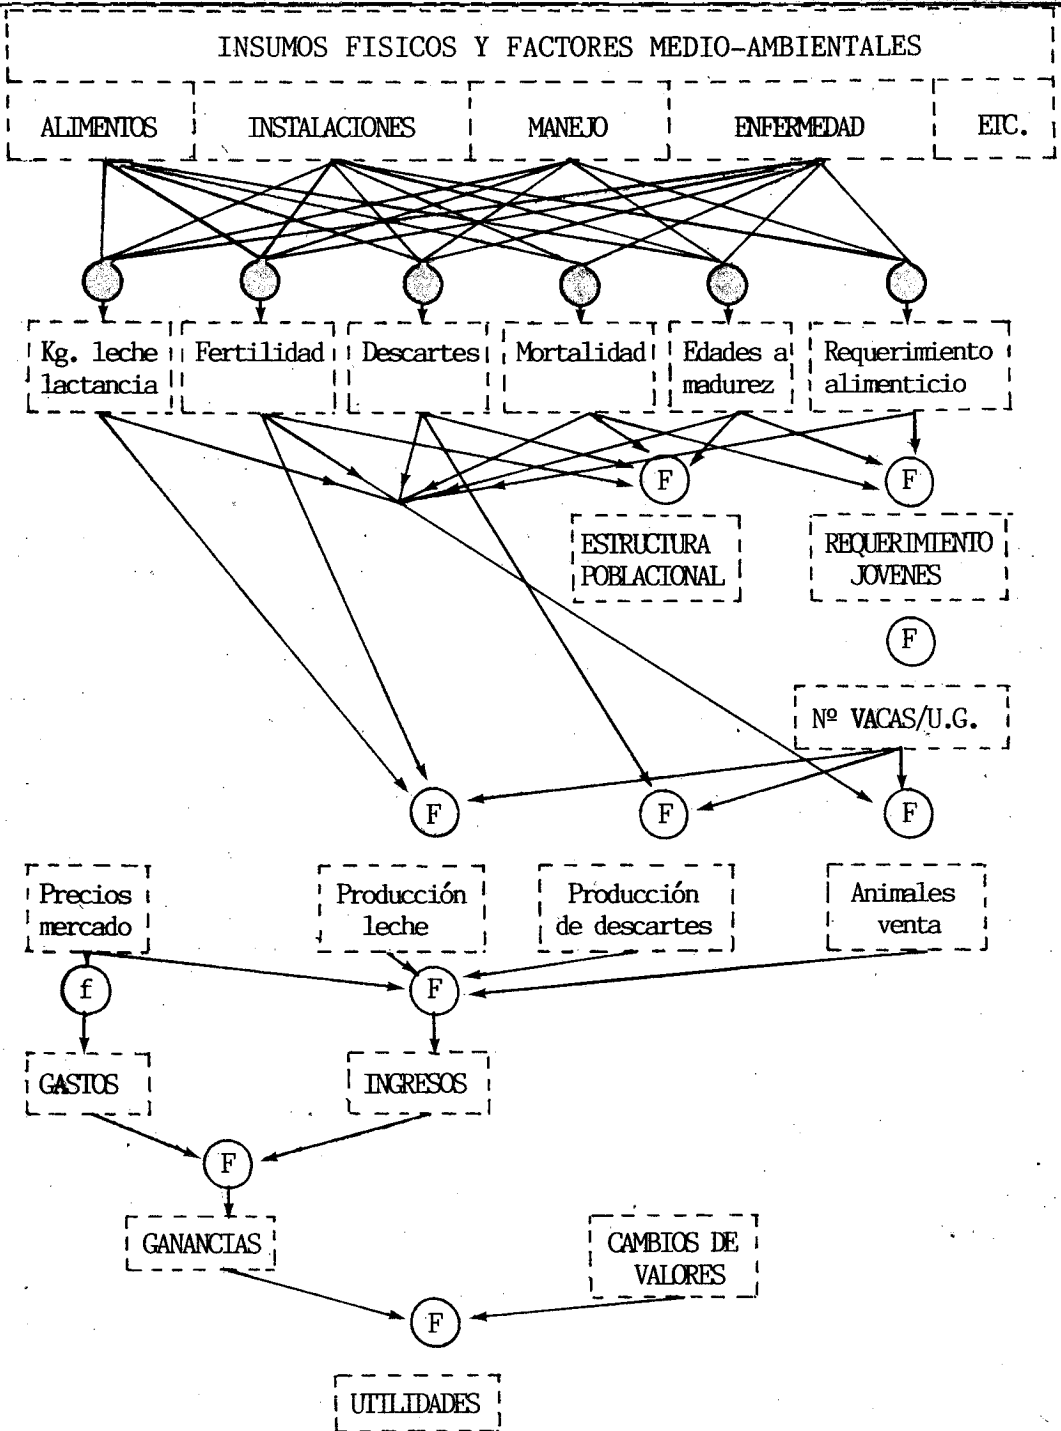 INSUMOS FISICOS Y FACTORES MEDIO-AMBIENTALES
ALIMENTOS INSTALACIONES MANEJO ENFERMEDAD ETC.
Kg. leche lactancia
Fertilidad
Descartes
Mortalidad
Edades a madurez
Requerimiento alimenticio
F
F
ESTRUCTURA
POBLACIONAL
REQUERIMIENTO
JOVENES
F
Nº VACAS/U.G.
F
F
F
Precios
mercado
Producción
leche
Producción
de descartes
Animales
venta
f
F
GASTOS
INGRESOS
F
GANANCIAS
CAMBIOS DE
VALORES
F
UTILIDADES